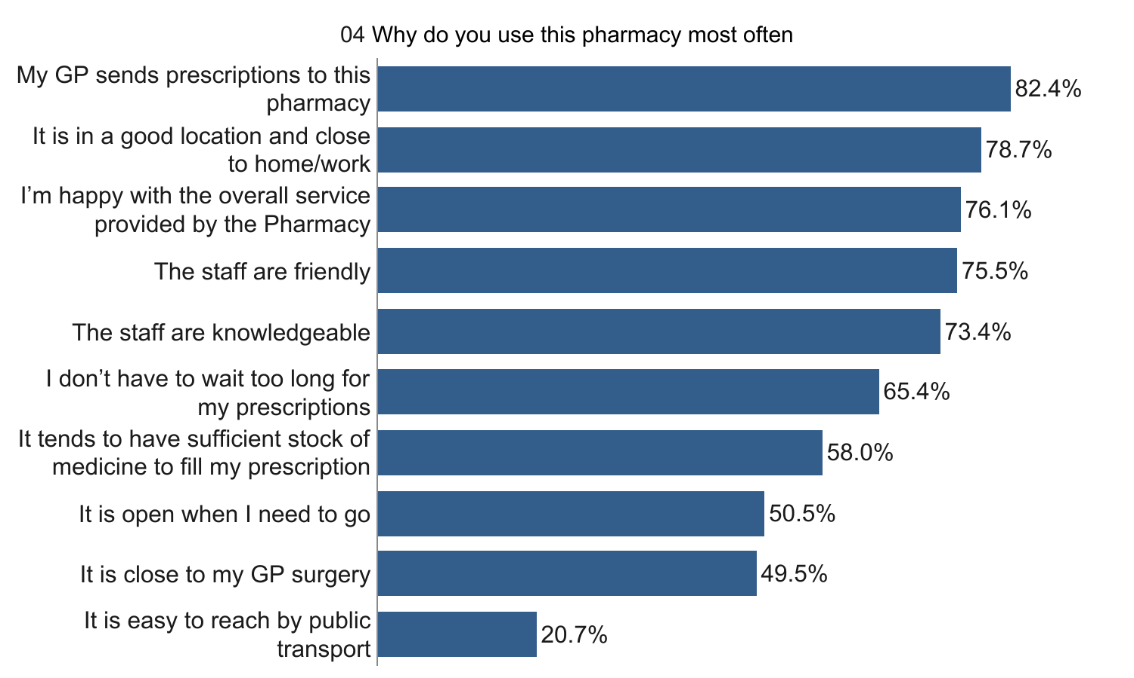 04 Why do you use this pharmacy most often
My GP sends prescriptions to this
pharmacy
82.4%
It is in a good location and close
to home/work
78.7%
I’m happy with the overall service
provided by the Pharmacy
76.1%
The staff are friendly
75.5%
The staff are knowledgeable
73.4%
I don’t have to wait too long for
my prescriptions
65.4%
It tends to have sufficient stock of
medicine to fill my prescription
58.0%
It is open when I need to go
50.5%
It is close to my GP surgery
49.5%
It is easy to reach by public
transport
20.7%